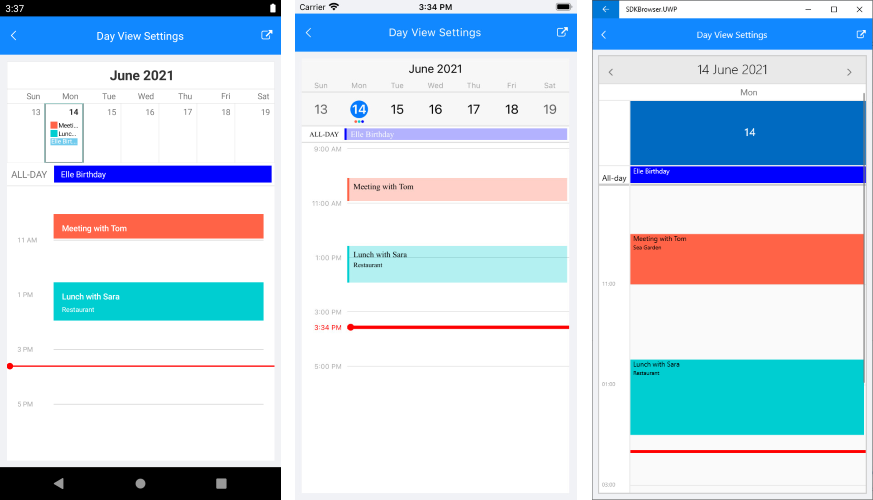 3:37
Day View Settings
June 2021
Sun Mon Tue Wed Thu Fri Sat
13 14 15 16 17 18 19
Meeti...
Lunc...
Elle Birt...
ALL-DAY Elle Birthday
Meeting with Tom
11 AM
Lunch with Sara
1 PM
Restaurant
3 PM
5 PM
Carrier 3:34 PM
Day View Settings
June 2021
Sun Mon Tue Wed Thu Fri Sat
13 14 15 16 17 18 19
ALL-DAY Elle Birthday
9:00 AM
Meeting with Tom
11:00 AM
Lunch with Sara
1:00 PM
Restaurant
3:00 PM
3:34 PM
5:00 PM
SDKBrowser.UWP
Day View Settings
14 June 2021
Mon
14
Elle Birthday
All-day
Meeting with Tom
Sea Garden
11:00
Lunch with Sara
Restaurant
01:00
03:00